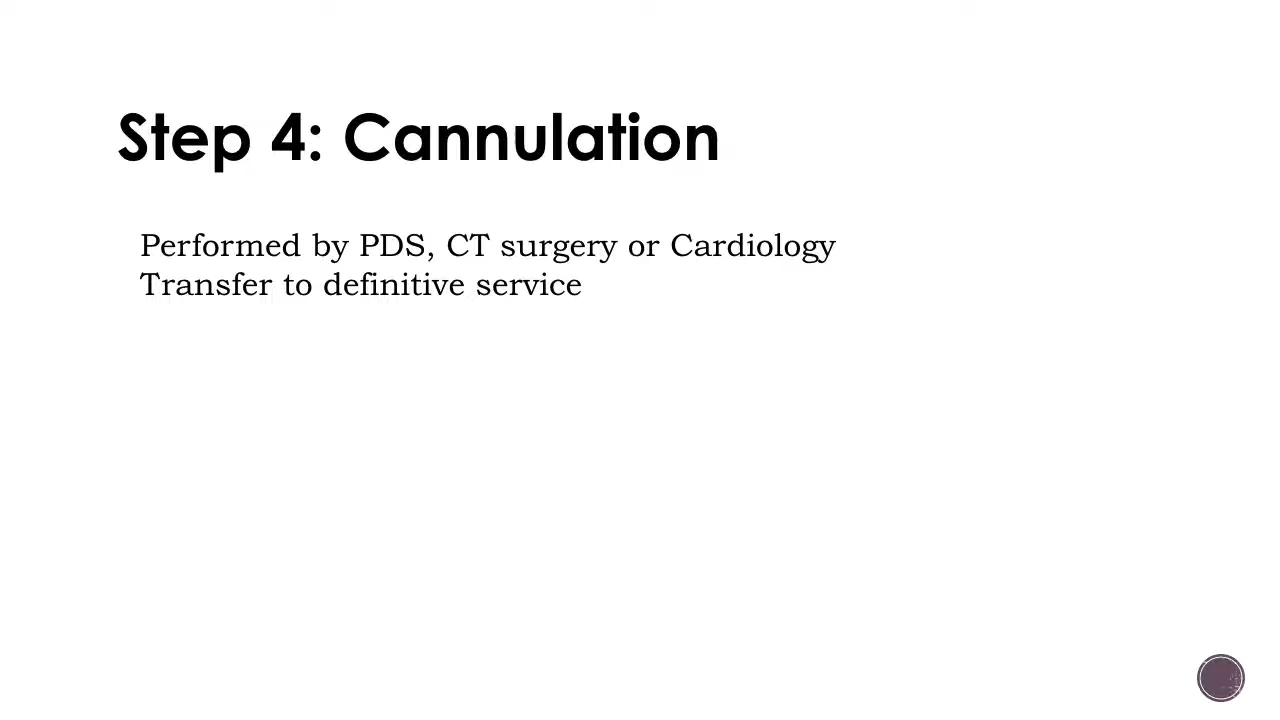 Step 4: Cannulation
Performed by PDS, CT surgery or Cardiology
Transfer to definitive service